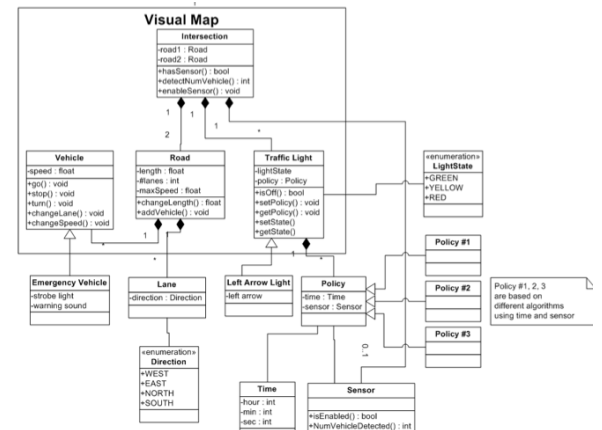 1
Visual Map
Intersection
-road1 : Road
-road2 : Road
+hasSensor() : bool
+detectNumVehicle() : int
+enableSensor() : void
1
1
1
2
*
Vehicle
-speed : float
+go() : void
+stop() : void
+turn() : void
+changeLane() : void
+changeSpeed() : void
Road
-length : float
-#lanes : int
-maxSpeed : float
+changeLength() : float
+addVehicle() : void
Traffic Light
-lightState
-policy : Policy
+isOff() : bool
+setPolicy() : void
+getPolicy() : void
+setState()
+getState()
«enumeration»
LightState
+GREEN
+YELLOW
+RED
1
*
*
1
*
Emergency Vehicle
-strobe light
-warning sound
Lane
-direction : Direction
Left Arrow Light
-left arrow
Policy
-time : Time
-sensor : Sensor
Policy #1
Policy #2
Policy #3
Policy #1, 2, 3
are based on
different algorithms
using time and sensor
0..1
«enumeration»
Direction
+WEST
+EAST
+NORTH
+SOUTH
Time
-hour : int
-min : int
-sec : int
Sensor
+isEnabled() : bool
+NumVehicleDetected() : int